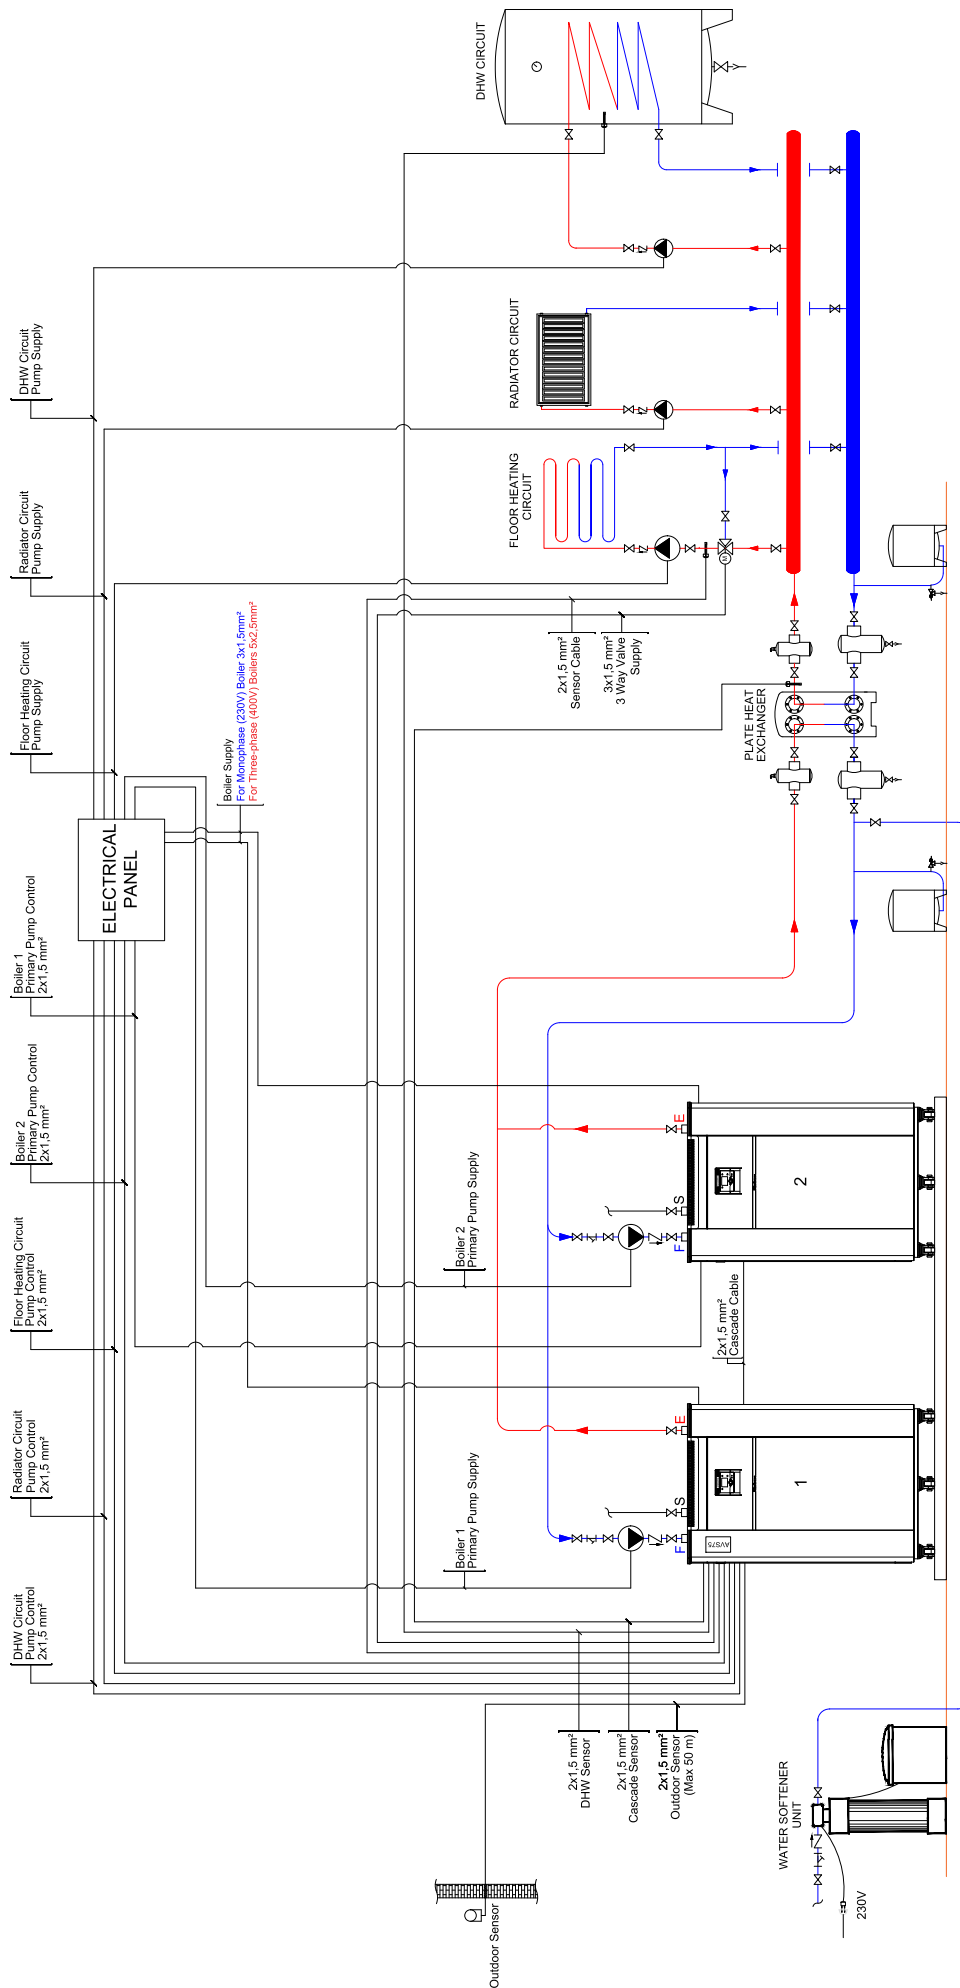 DHW Circuit
Pump Control
2x1,5 mm²
Radiator Circuit
Pump Control
2x1,5 mm²
Floor Heating Circuit
Pump Control
2x1,5 mm²
Boiler 2
Primary Pump Control
2x1,5 mm²
Boiler 1
Primary Pump Control
2x1,5 mm²
ELECTRICAL
PANEL
Floor Heating Circuit
Pump Supply
Radiator Circuit
Pump Supply
DHW Circuit
Pump Supply
Boiler Supply
For Monophase (230V) Boiler 3x1,5mm²
For Three-phase (400V) Boilers 5x2,5mm²
Outdoor Sensor
Boiler 1
Primary Pump Supply
Boiler 2
Primary Pump Supply
DHW CIRCUIT
RADIATOR CIRCUIT
FLOOR HEATING
CIRCUIT
2x1,5 mm²
DHW Sensor
2x1,5 mm²
Cascade Sensor
2x1,5 mm²
Outdoor Sensor
(Max 50 m)
2x1,5 mm²
Sensor Cable
3x1,5 mm²
3 Way Valve
Supply
M
2x1,5 mm²
Cascade Cable
F
S
E
AVS75
1
F
S
E
2
PLATE HEAT
EXCHANGER
WATER SOFTENER
UNIT
230V